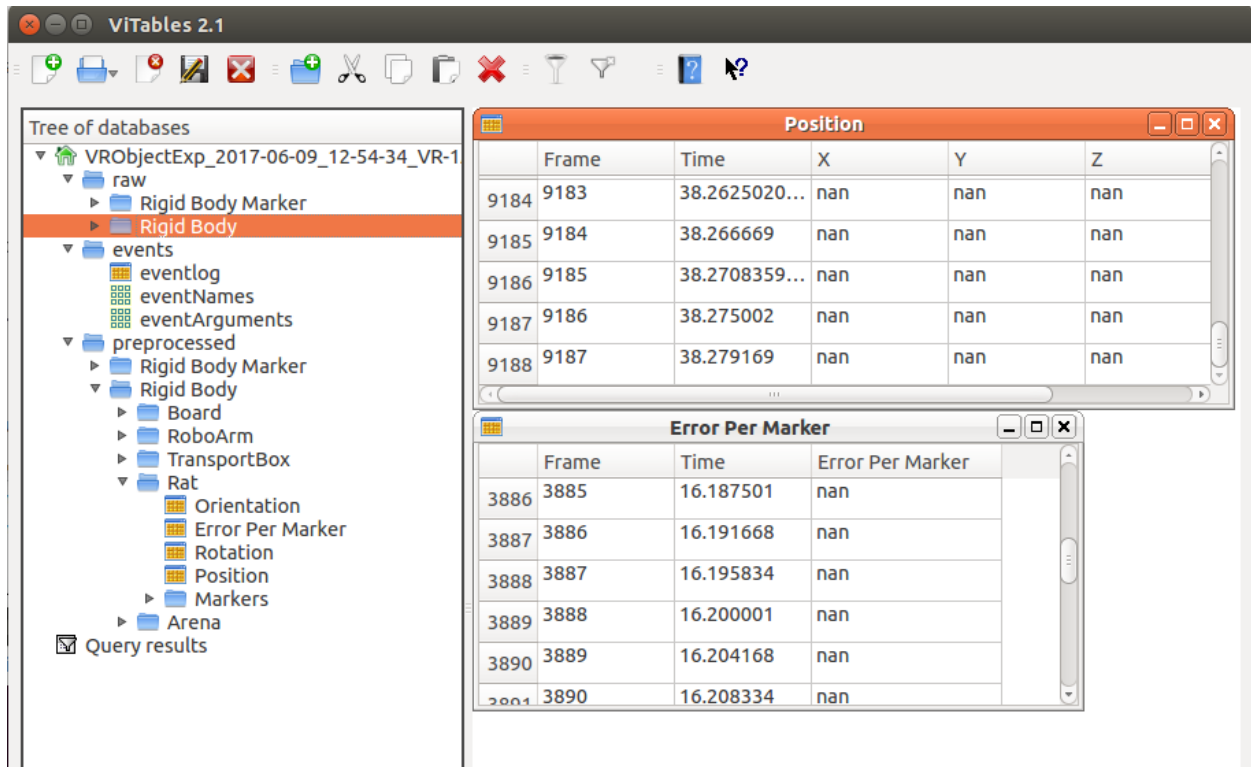 ViTables 2.1
Tree of databases
VRObjectExp_2017-06-09_12-54-34_VR-1.
raw
Rigid Body Marker
Rigid Body
events
eventlog
eventNames
eventArguments
preprocessed
Rigid Body Marker
Rigid Body
Board
RoboArm
TransportBox
Rat
Orientation
Error Per Marker
Rotation
Position
Markers
Arena
Query results
Position
Frame Time X Y Z
9184 9183 38.2625020... nan nan nan
9185 9184 38.266669 nan nan nan
9186 9185 38.2708359... nan nan nan
9187 9186 38.275002 nan nan nan
9188 9187 38.279169 nan nan nan
Error Per Marker
Frame Time Error Per Marker
3886 3885 16.187501 nan
3887 3886 16.191668 nan
3888 3887 16.195834 nan
3889 3888 16.200001 nan
3890 3889 16.204168 nan
3891 3890 16.208334 nan